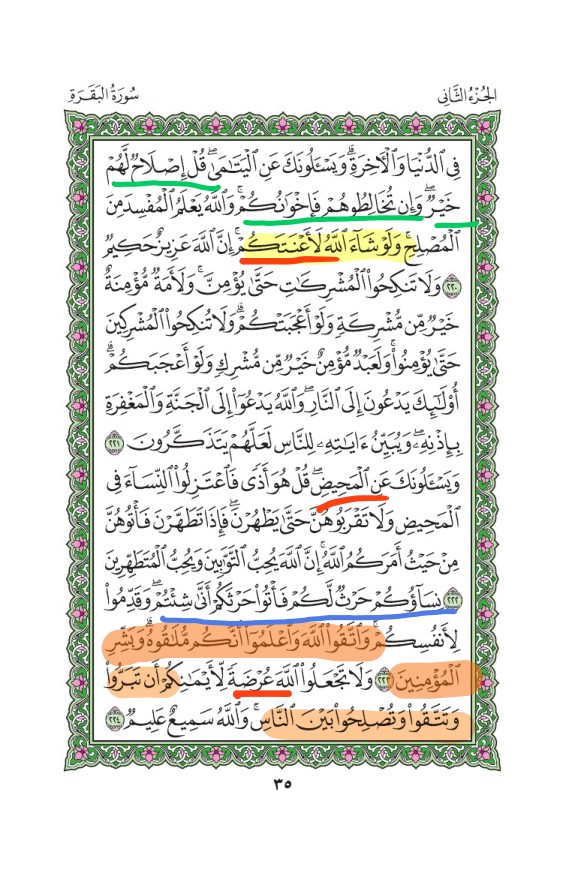 الجُزْءُ الثَّانِي
سُورَةُ البَقَرَةِ
فِي ٱلدُّنْيَا وَٱلْأَخِرَةِۗ وَيَسْـَٔلُونَكَ عَنِ ٱلْيَتَـٰمَىٰۖ قُلْ إِصْلَاحٌ لَّهُمْ
خَيْرٌۖ وَإِن تُخَالِطُوهُمْ فَإِخْوَٰنُكُمْۚ وَٱللَّهُ يَعْلَمُ ٱلْمُفْسِدَ مِنَ
ٱلْمُصْلِحِۚ وَلَوْ شَآءَ ٱللَّهُ لَأَعْنَتَكُمْۚ إِنَّ ٱللَّهَ عَزِيزٌ حَكِيمٌ
٢٢٠ وَلَا تَنكِحُوا۟ ٱلْمُشْرِكَـٰتِ حَتَّىٰ يُؤْمِنَّۚ وَلَأَمَةٌ مُّؤْمِنَةٌ
خَيْرٌ مِّن مُّشْرِكَةٍ وَلَوْ أَعْجَبَتْكُمْۗ وَلَا تُنكِحُوا۟ ٱلْمُشْرِكِينَ
حَتَّىٰ يُؤْمِنُوا۟ۚ وَلَعَبْدٌ مُّؤْمِنٌ خَيْرٌ مِّن مُّشْرِكٍ وَلَوْ أَعْجَبَكُمْۗ
أُو۟لَـٰٓئِكَ يَدْعُونَ إِلَى ٱلنَّارِۖ وَٱللَّهُ يَدْعُوٓا۟ إِلَى ٱلْجَنَّةِ وَٱلْمَغْفِرَةِ
بِإِذْنِهِۦۖ وَيُبَيِّنُ ءَايَـٰتِهِۦ لِلنَّاسِ لَعَلَّهُمْ يَتَذَكَّرُونَ ٢٢١
وَيَسْـَٔلُونَكَ عَنِ ٱلْمَحِيضِۖ قُلْ هُوَ أَذًى فَٱعْتَزِلُوا۟ ٱلنِّسَآءَ فِي
ٱلْمَحِيضِ وَلَا تَقْرَبُوهُنَّ حَتَّىٰ يَطْهُرْنَۖ فَإِذَا تَطَهَّرْنَ فَأْتُوهُنَّ
مِنْ حَيْثُ أَمَرَكُمُ ٱللَّهُۚ إِنَّ ٱللَّهَ يُحِبُّ ٱلتَّوَّٰبِينَ وَيُحِبُّ ٱلْمُتَطَهِّرِينَ
٢٢٢ نِسَآؤُكُمْ حَرْثٌ لَّكُمْ فَأْتُوا۟ حَرْثَكُمْ أَنَّىٰ شِئْتُمْۖ وَقَدِّمُوا۟
لِأَنفُسِكُمْۚ وَٱتَّقُوا۟ ٱللَّهَ وَٱعْلَمُوٓا۟ أَنَّكُم مُّلَـٰقُوهُۗ وَبَشِّرِ
ٱلْمُؤْمِنِينَ ٢٢٣ وَلَا تَجْعَلُوا۟ ٱللَّهَ عُرْضَةً لِّأَيْمَـٰنِكُمْ أَن تَبَرُّوا۟
وَتَتَّقُوا۟ وَتُصْلِحُوا۟ بَيْنَ ٱلنَّاسِۚ وَٱللَّهُ سَمِيعٌ عَلِيمٌ ٢٢٤
٣٥